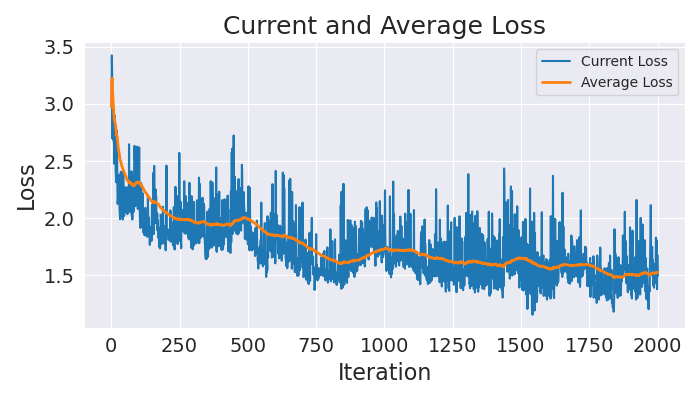 Current and Average Loss
3.5
3.0
2.5
2.0
1.5
Loss
Current Loss
Average Loss
0 250 500 750 1000 1250 1500 1750 2000
Iteration